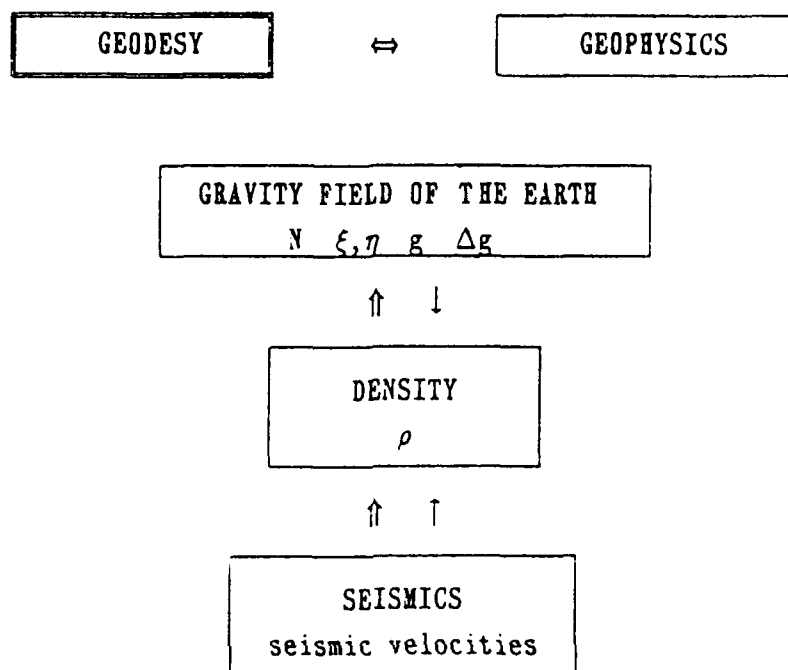 GEODESY ⇔ GEOPHYSICS
GRAVITY FIELD OF THE EARTH
N ξ,η g Δg
⇑ ↓
DENSITY
ρ
⇑ ↑
SEISMICS
seismic velocities